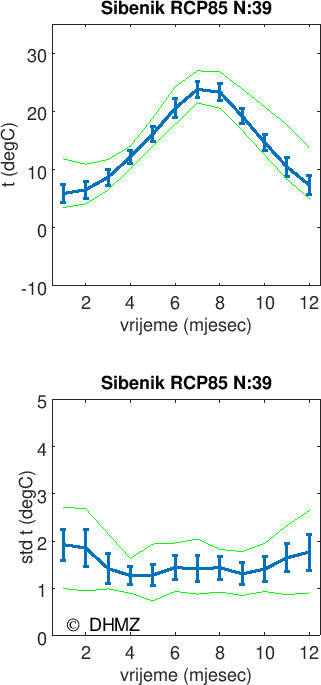 Sibenik RCP85 N:39
30
20
10
0
-10
t (degC)
2 4 6 8 10 12
vrijeme (mjesec)
Sibenik RCP85 N:39
5
4
3
2
1
0
std t (degC)
© DHMZ
2 4 6 8 10 12
vrijeme (mjesec)